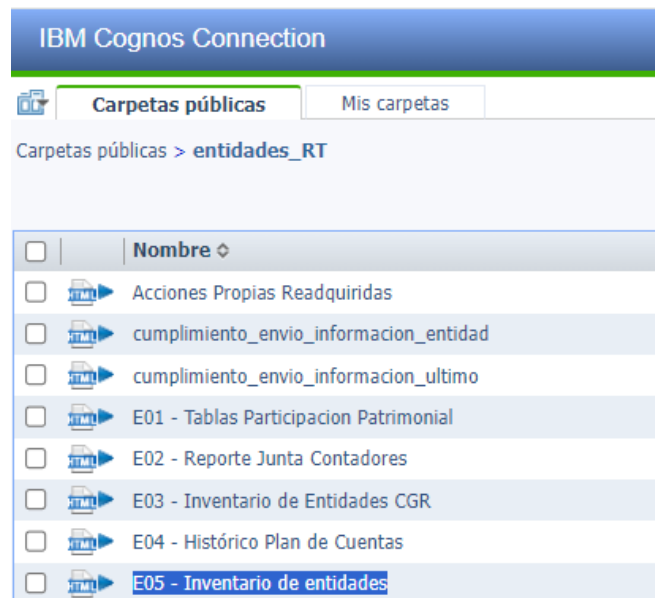 IBM Cognos Connection
Carpetas públicas Mis carpetas
Carpetas públicas > entidades_RT
Nombre
Acciones Propias Readquiridas
cumplimiento_envio_informacion_entidad
cumplimiento_envio_informacion_ultimo
E01 - Tablas Participacion Patrimonial
E02 - Reporte Junta Contadores
E03 - Inventario de Entidades CGR
E04 - Histórico Plan de Cuentas
E05 - Inventario de entidades